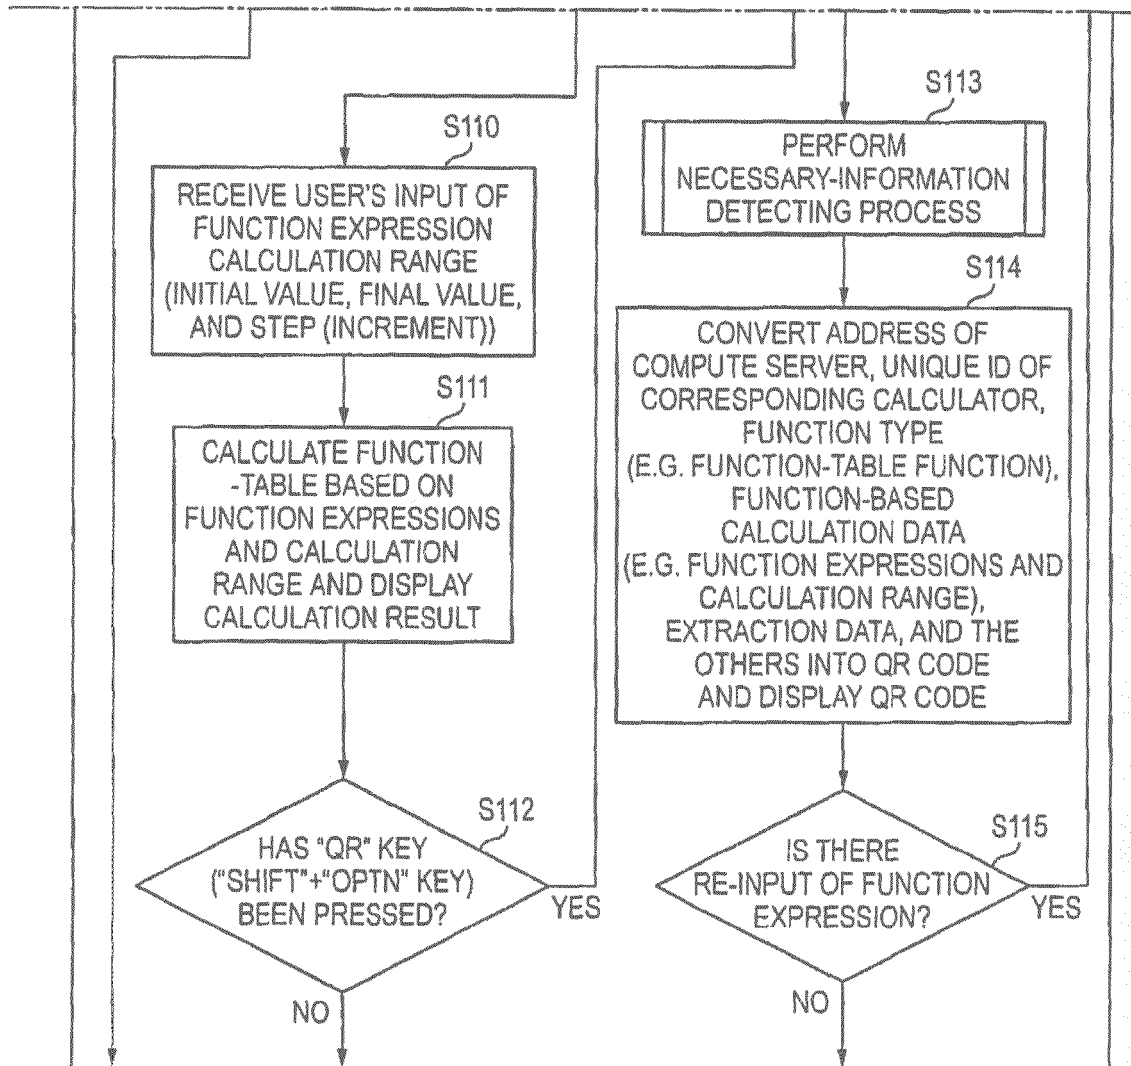 S110
RECEIVE USER'S INPUT OF
FUNCTION EXPRESSION
CALCULATION RANGE
(INITIAL VALUE, FINAL VALUE,
AND STEP (INCREMENT))
S111
CALCULATE FUNCTION
-TABLE BASED ON
FUNCTION EXPRESSIONS
AND CALCULATION
RANGE AND DISPLAY
CALCULATION RESULT
S112
HAS "QR" KEY
("SHIFT"+"OPTN" KEY)
BEEN PRESSED?
YES
NO
S113
PERFORM
NECESSARY-INFORMATION
DETECTING PROCESS
S114
CONVERT ADDRESS OF
COMPUTE SERVER, UNIQUE ID OF
CORRESPONDING CALCULATOR,
FUNCTION TYPE
(E.G. FUNCTION-TABLE FUNCTION),
FUNCTION-BASED
CALCULATION DATA
(E.G. FUNCTION EXPRESSIONS AND
CALCULATION RANGE),
EXTRACTION DATA, AND THE
OTHERS INTO QR CODE
AND DISPLAY QR CODE
S115
IS THERE
RE-INPUT OF FUNCTION
EXPRESSION?
YES
NO